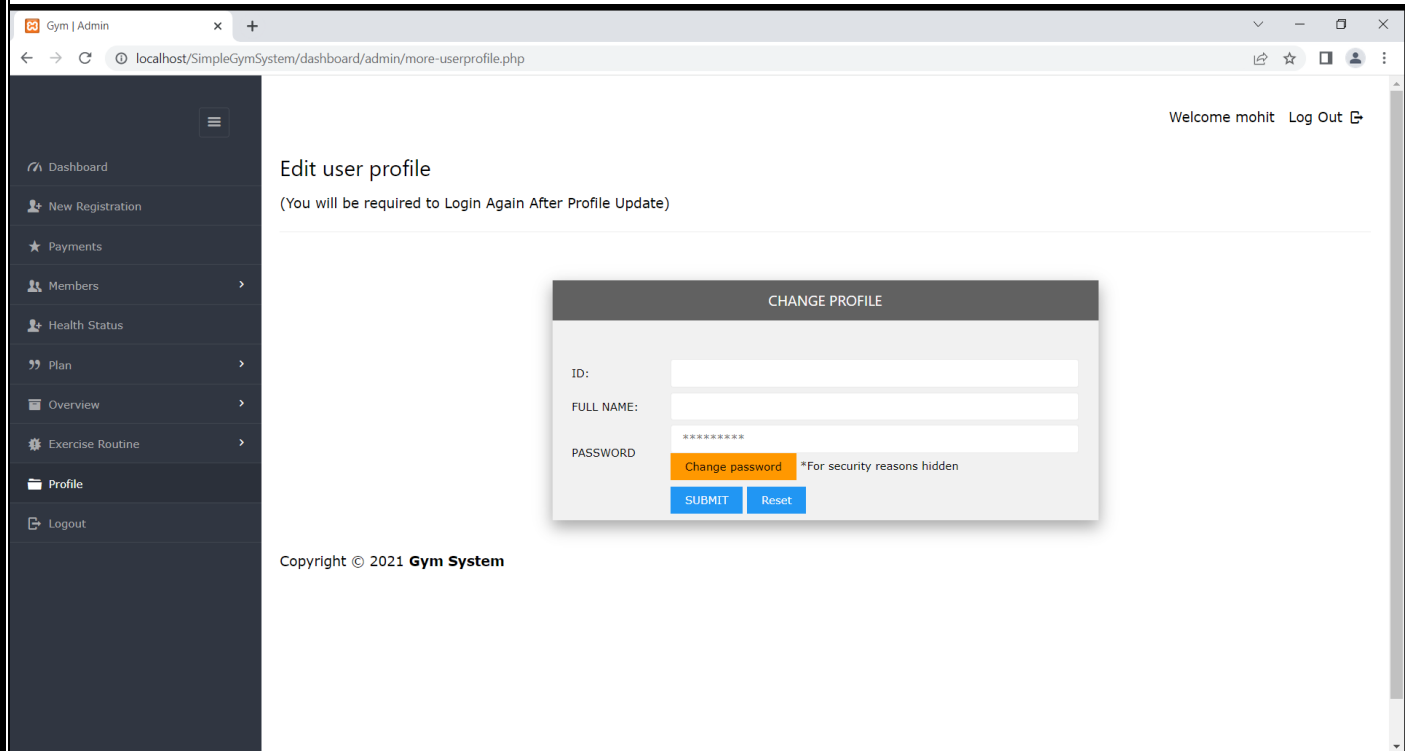 Gym | Admin
localhost/SimpleGymSystem/dashboard/admin/more-userprofile.php
Welcome mohit Log Out
Dashboard
New Registration
Payments
Members
Health Status
Plan
Overview
Exercise Routine
Profile
Logout
Edit user profile
(You will be required to Login Again After Profile Update)
CHANGE PROFILE
ID:
FULL NAME:
PASSWORD
*********
Change password *For security reasons hidden
SUBMIT Reset
Copyright © 2021 Gym System